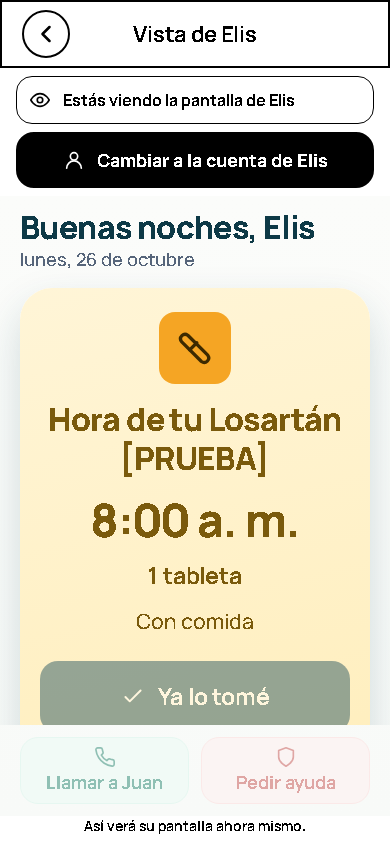 Vista de Elis
Estás viendo la pantalla de Elis
Cambiar a la cuenta de Elis
Buenas noches, Elis
lunes, 26 de octubre
Hora de tu Losartán
[PRUEBA]
8:00 a. m.
1 tableta
Con comida
Ya lo tomé
Llamar a Juan
Pedir ayuda
Así verá su pantalla ahora mismo.